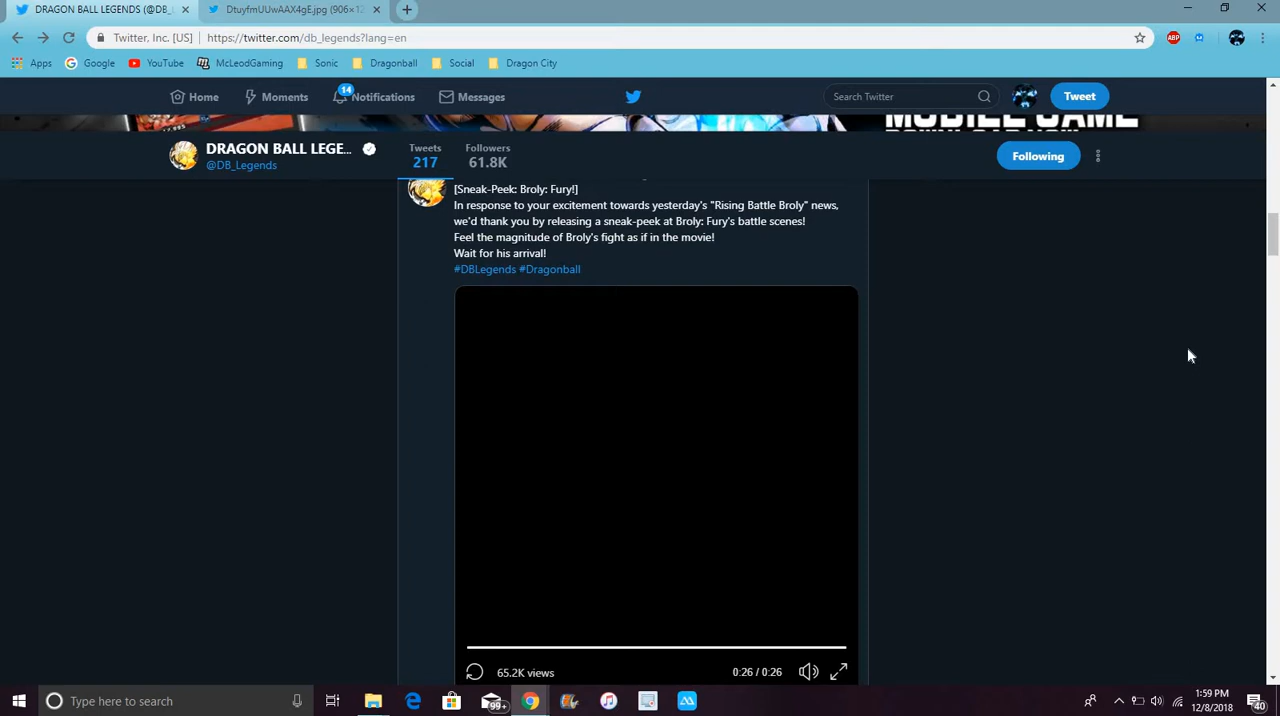 DRAGON BALL LEGENDS (@DB_
DtuyfmUUwAAX4gE.jpg (906×12
Twitter, Inc. [US] https://twitter.com/db_legends?lang=en
ABP
Apps Google YouTube McLeodGaming Sonic Dragonball Social Dragon City
Home Moments 14 Notifications Messages Search Twitter Tweet
MOBILE GAME
DOWNLOAD NOW
DRAGON BALL LEGE...
@DB_Legends
Tweets
217
Followers
61.8K
Following
[Sneak-Peek: Broly: Fury!]
In response to your excitement towards yesterday's "Rising Battle Broly" news,
we'd thank you by releasing a sneak-peek at Broly: Fury's battle scenes!
Feel the magnitude of Broly's fight as if in the movie!
Wait for his arrival!
#DBLegends #Dragonball
65.2K views 0:26 / 0:26
Type here to search
99+
1:59 PM
12/8/2018
40